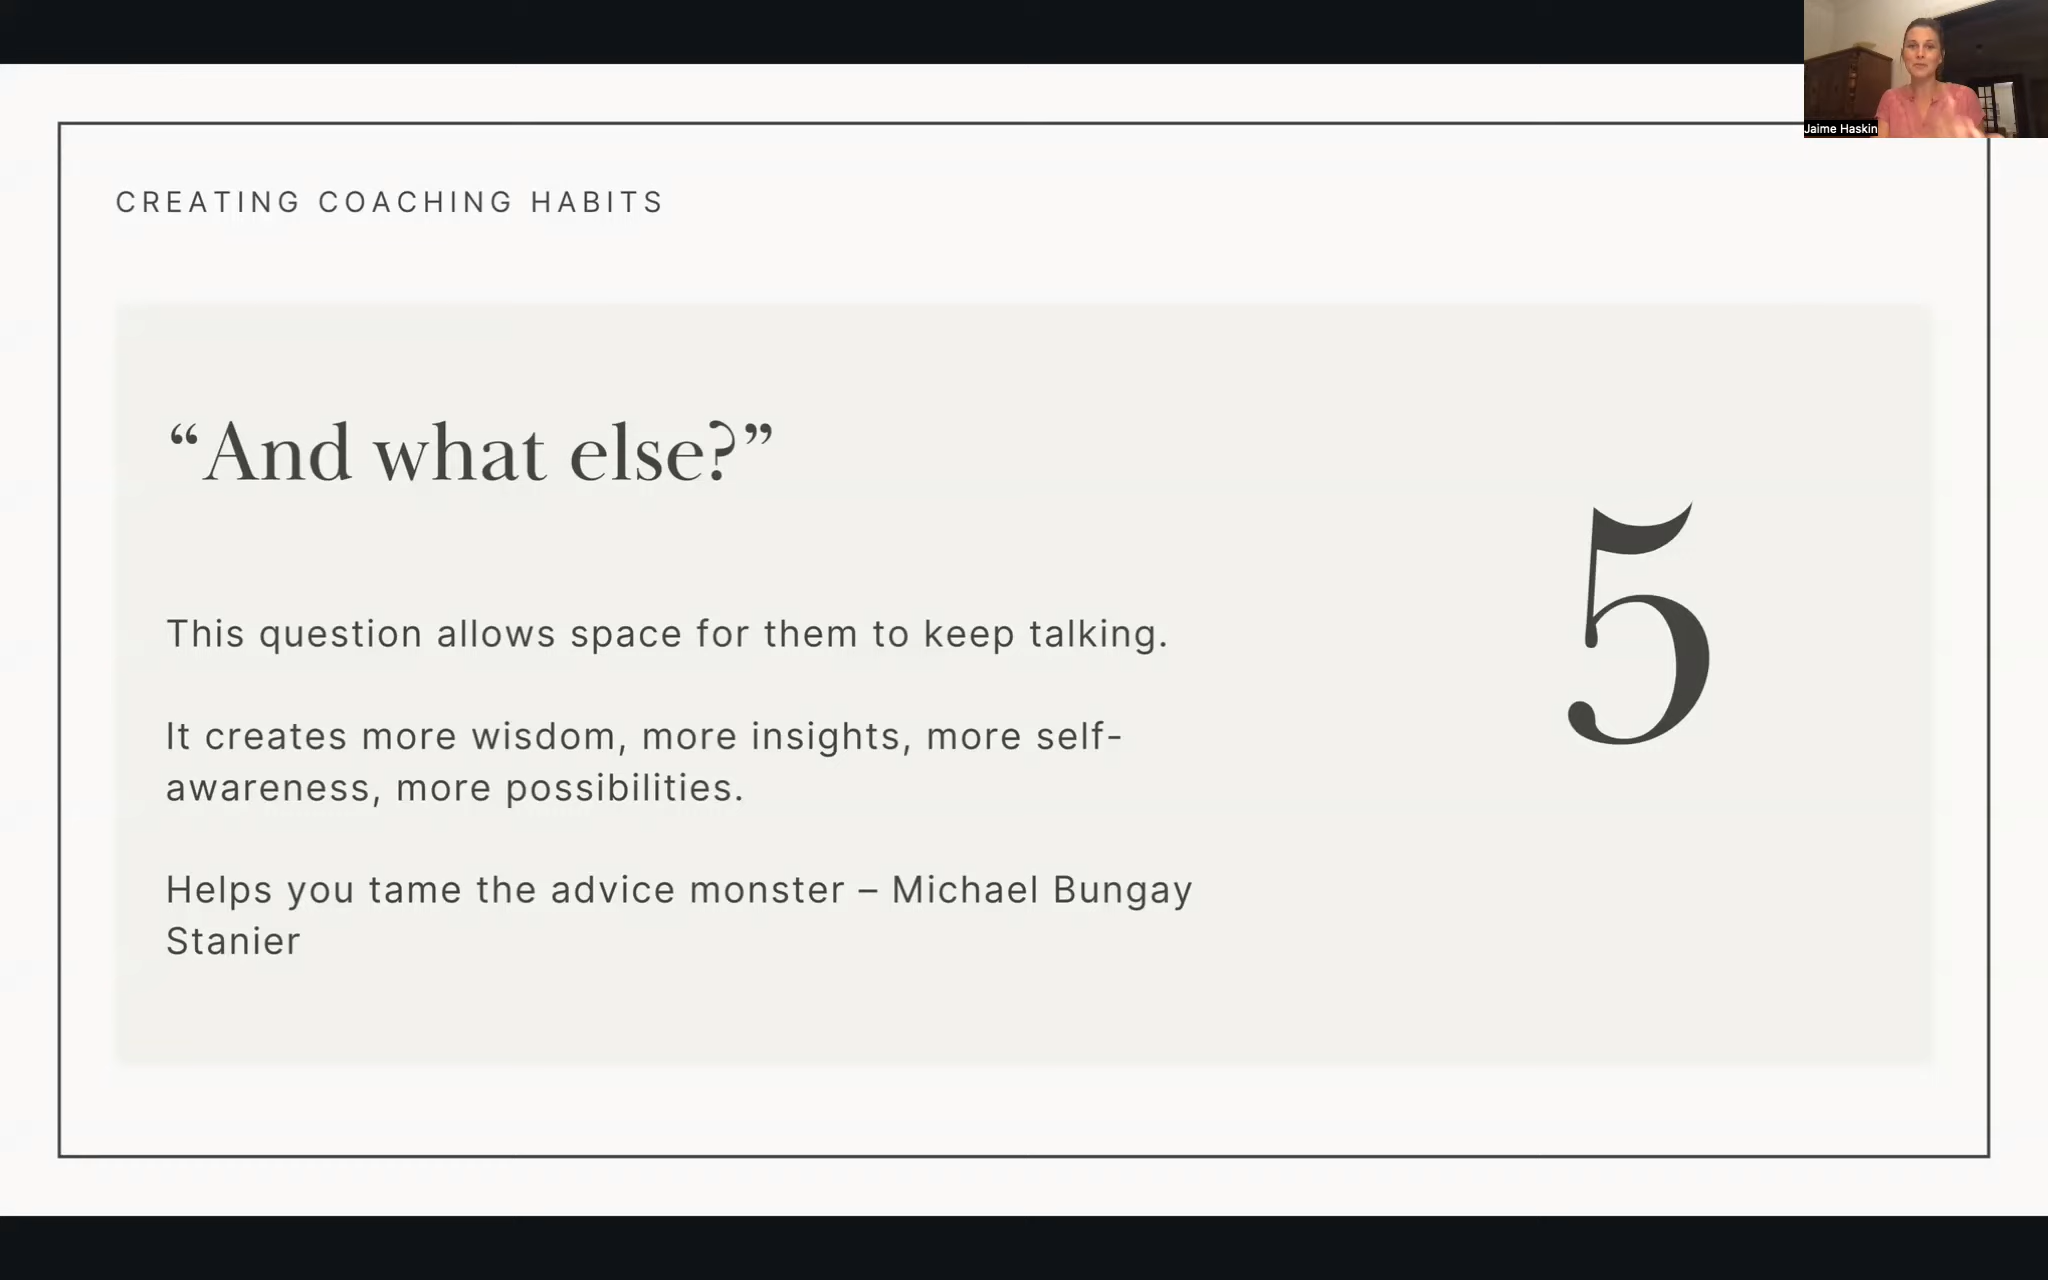 Jaime Haskin
CREATING COACHING HABITS
“And what else?”
5
This question allows space for them to keep talking.
It creates more wisdom, more insights, more self-
awareness, more possibilities.
Helps you tame the advice monster – Michael Bungay
Stanier